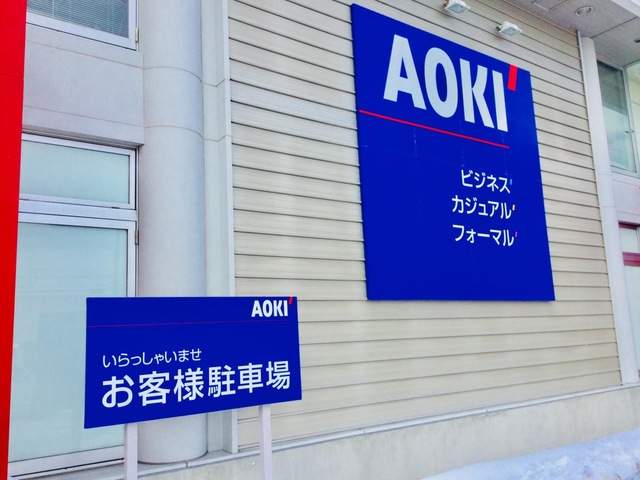 AOKI'
ビジネス'
カジュアル'
フォーマル'
AOKI'
いらっしゃいませ
お客様駐車場